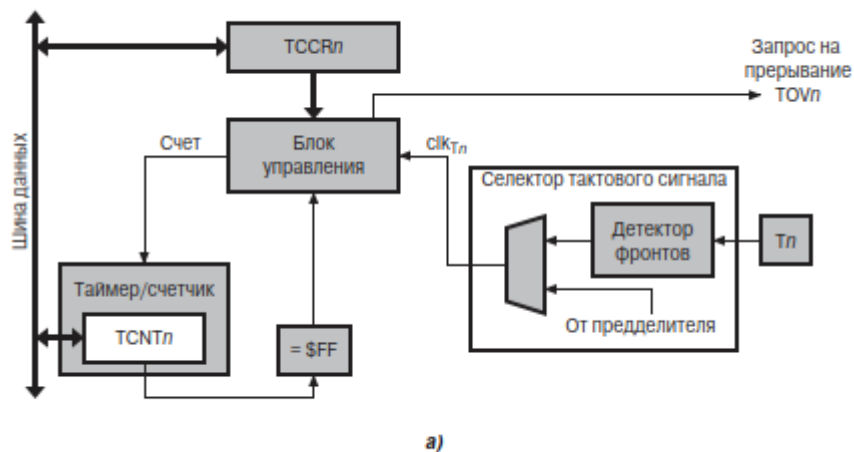 TCCRn
Запрос на
прерывание
TOVn
Шина данных
Счет
Блок
управления
clkTn
Селектор тактового сигнала
Детектор
фронтов
Tn
От предделителя
Таймер/счетчик
TCNTn
= $FF
а)